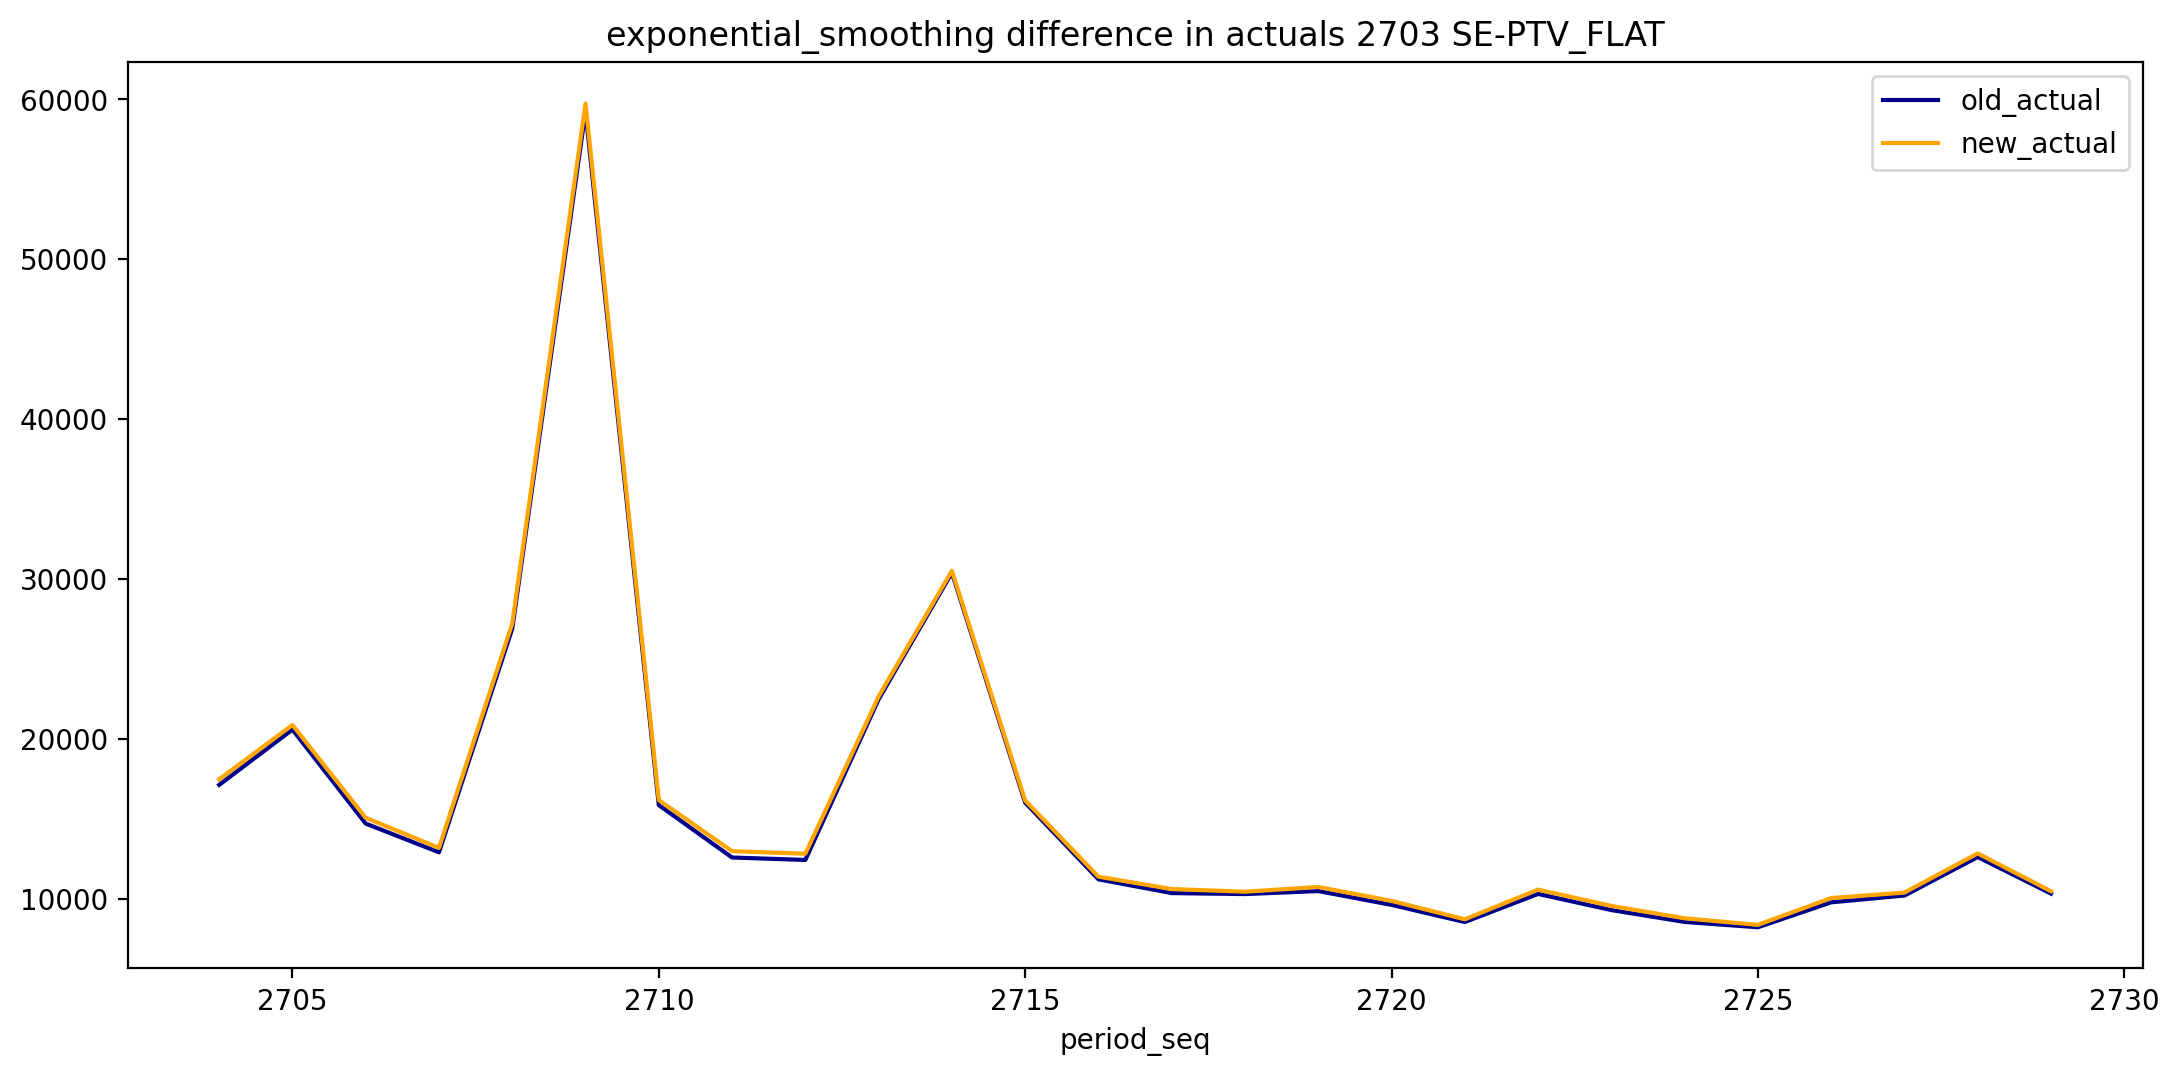 exponential_smoothing difference in actuals 2703 SE-PTV_FLAT
old_actual
new_actual
60000
50000
40000
30000
20000
10000
2705 2710 2715 2720 2725 2730
period_seq